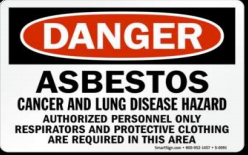 DANGER
ASBESTOS
CANCER AND LUNG DISEASE HAZARD
AUTHORIZED PERSONNEL ONLY
RESPIRATORS AND PROTECTIVE CLOTHING
ARE REQUIRED IN THIS AREA